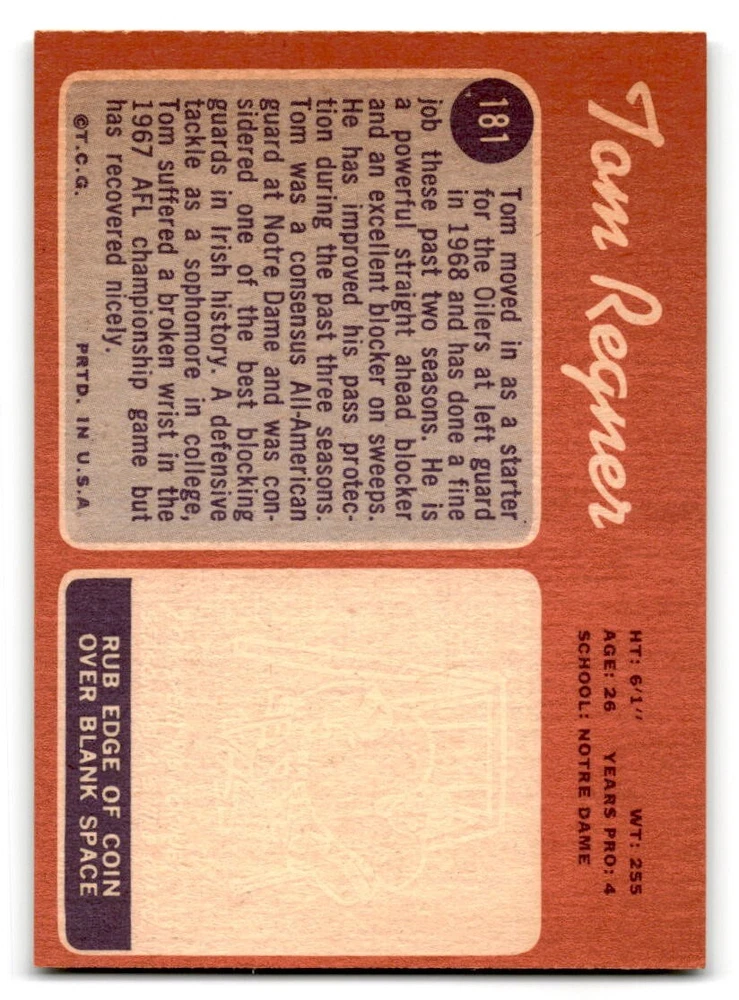 Tom Regner
HT: 6'1" WT: 255
AGE: 26 YEARS PRO: 4
SCHOOL: NOTRE DAME
181
Tom moved in as a starter
for the Oilers at left guard
in 1968 and has done a fine
job these past two seasons. He is
a powerful straight ahead blocker
and an excellent blocker on sweeps.
He has improved his pass protec-
tion during the past three seasons.
Tom was a consensus All-American
guard at Notre Dame and was con-
sidered one of the best blocking
guards in Irish history. A defensive
tackle as a sophomore in college,
Tom suffered a broken wrist in the
1967 AFL championship game but
has recovered nicely.
©T.C.G. PRTD. IN U.S.A
RUB EDGE OF COIN
OVER BLANK SPACE